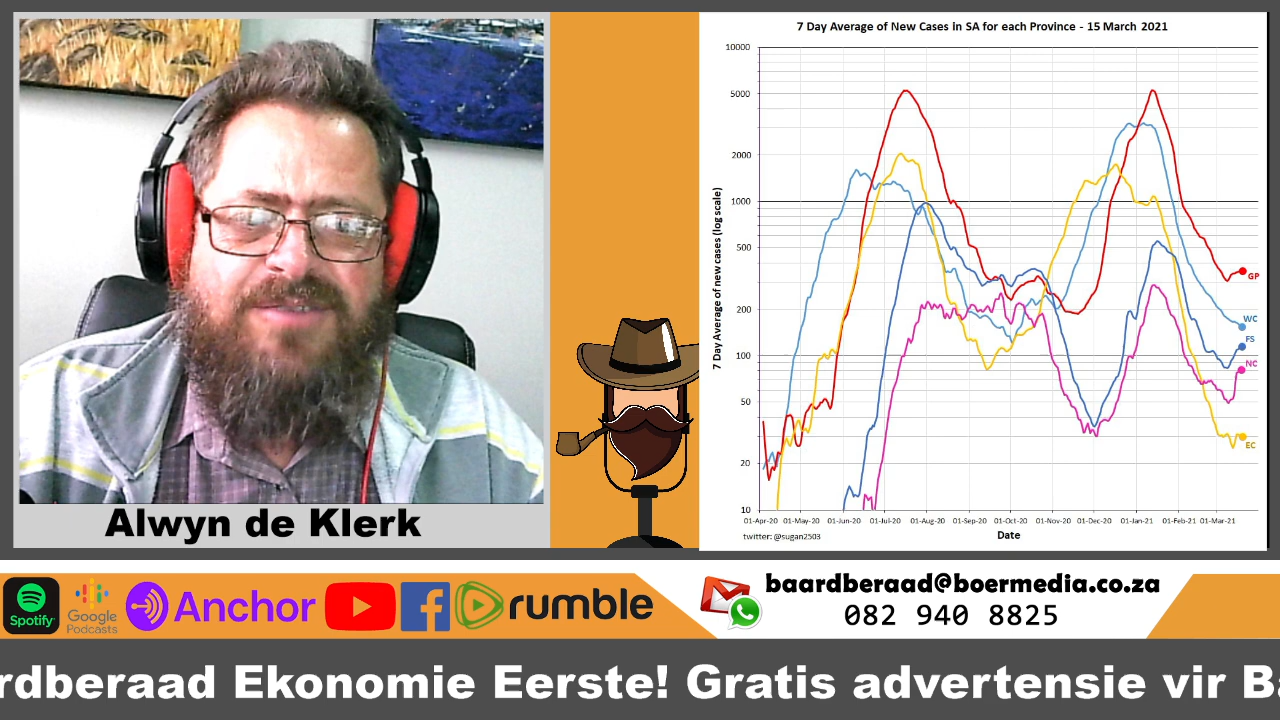 7 Day Average of New Cases in SA for each Province - 15 March 2021
7 Day Average of new cases (log scale)
10000
5000
2000
1000
500
200
100
50
20
10
GP
WC
FS
NC
EC
01-Apr-20 01-May-20 01-Jun-20 01-Jul-20 01-Aug-20 01-Sep-20 01-Oct-20 01-Nov-20 01-Dec-20 01-Jan-21 01-Feb-21 01-Mar-21
Date
twitter: @sugan2503
Alwyn de Klerk
Spotify
Google Podcasts
Anchor
rumble
baardberaad@boermedia.co.za
082 940 8825
rdberaad Ekonomie Eerste! Gratis advertensie vir Ba